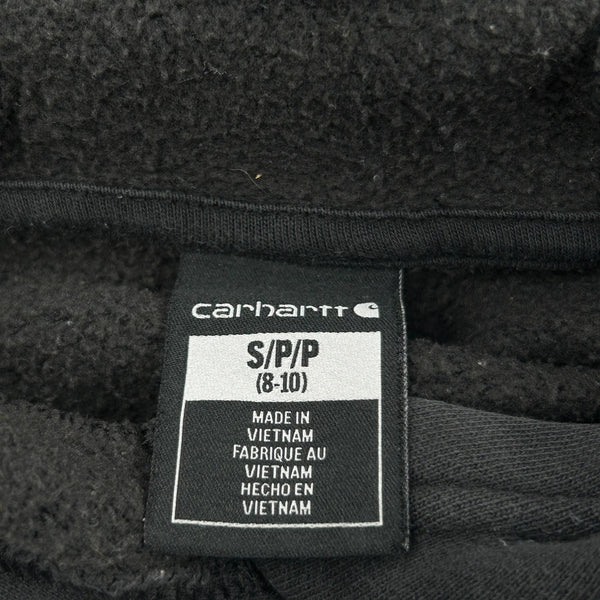 carhartt
S/P/P
(8-10)
MADE IN
VIETNAM
FABRIQUE AU
VIETNAM
HECHO EN
VIETNAM